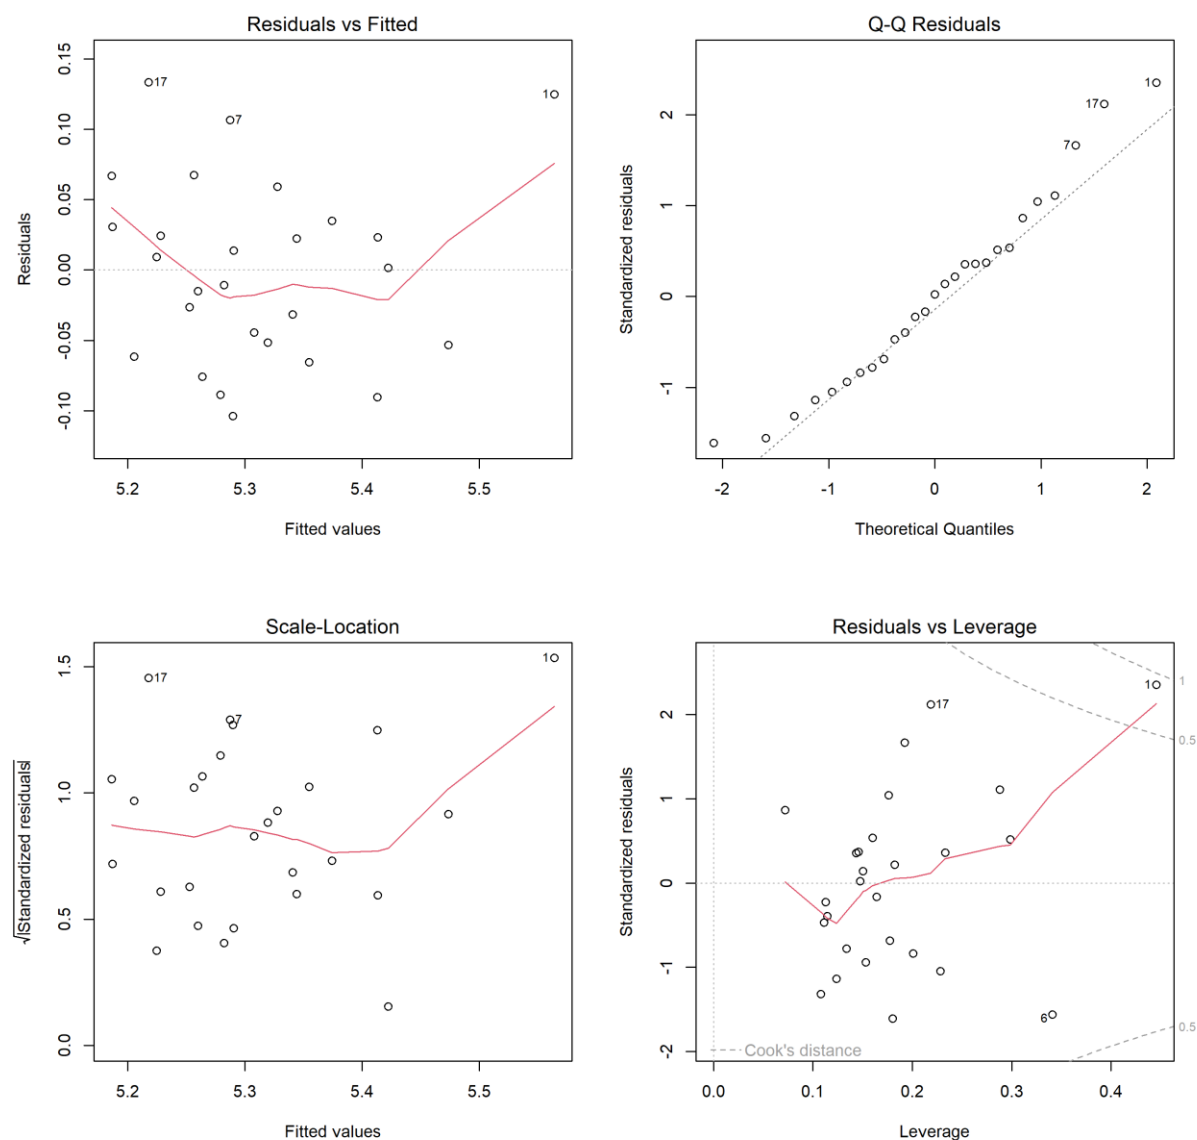 Residuals vs Fitted
Residuals
0.15
0.10
0.05
0.00
-0.05
-0.10
17
7
1
5.2 5.3 5.4 5.5
Fitted values
Q-Q Residuals
Standardized residuals
2
1
0
-1
1
17
7
-2 -1 0 1 2
Theoretical Quantiles
Scale-Location
√|Standardized residuals|
1.5
1.0
0.5
0.0
17
7
1
5.2 5.3 5.4 5.5
Fitted values
Residuals vs Leverage
Standardized residuals
2
1
0
-1
-2
1
17
6
1
0.5
0.5
Cook's distance
0.0 0.1 0.2 0.3 0.4
Leverage